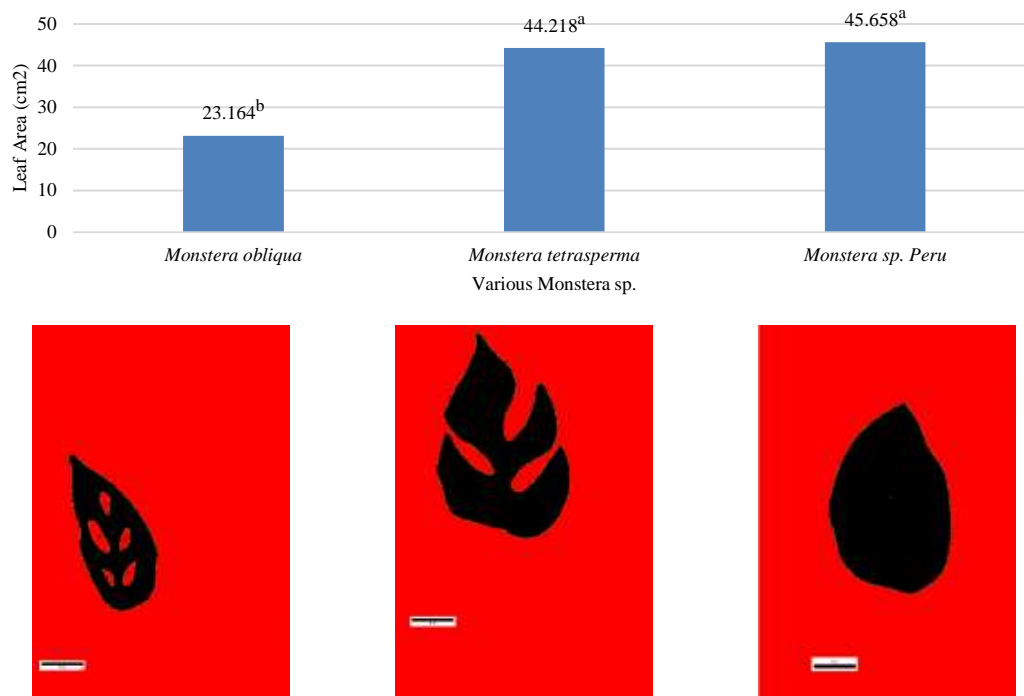 50
40
30
20
10
0
Leaf Area (cm2)
23.164b
44.218a
45.658a
Monstera obliqua
Monstera tetrasperma
Monstera sp. Peru
Various Monstera sp.